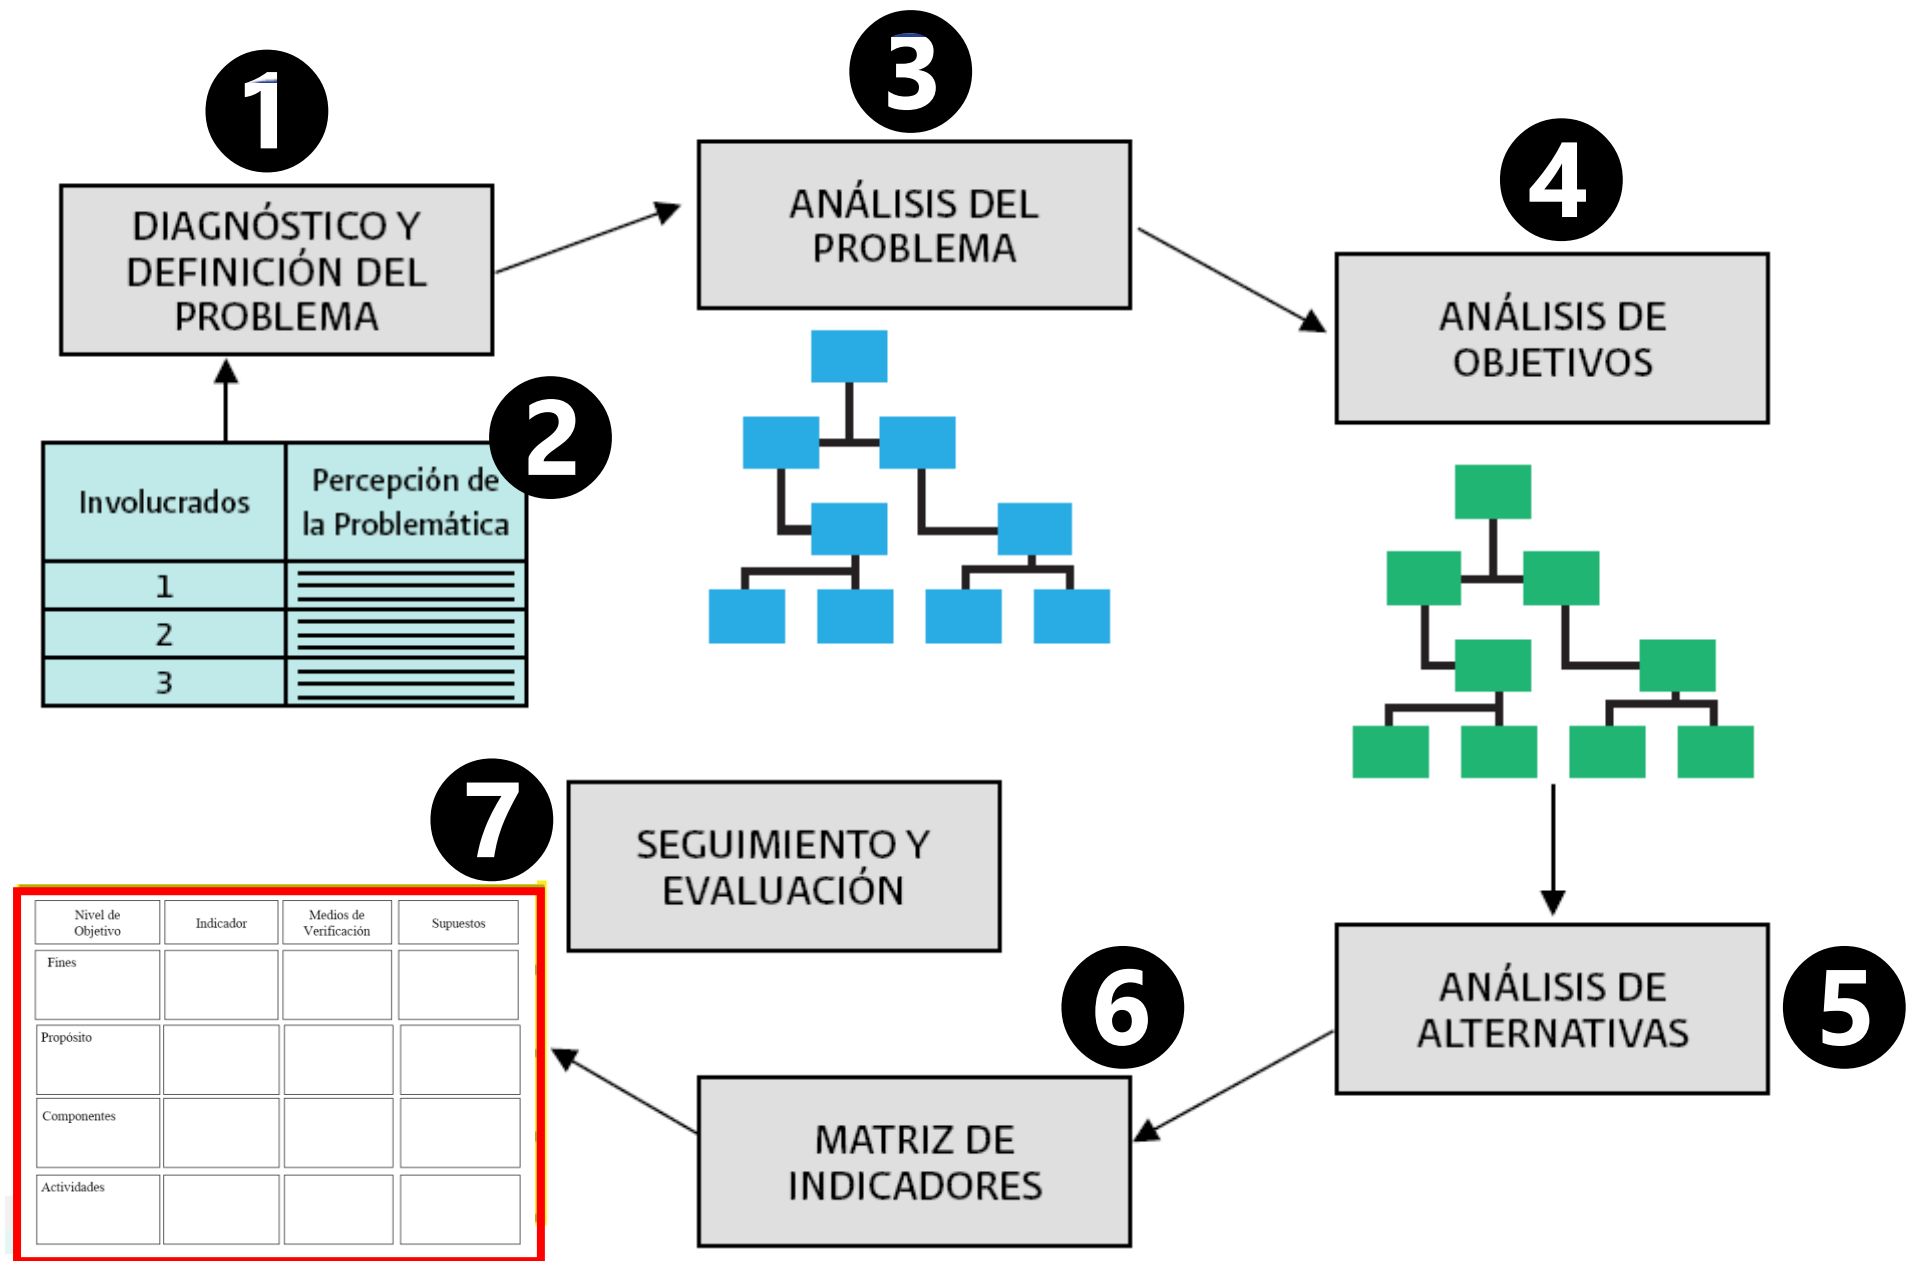 1
DIAGNÓSTICO Y
DEFINICIÓN DEL
PROBLEMA
2
Involucrados
Percepción de
la Problemática
1
2
3
3
ANÁLISIS DEL
PROBLEMA
4
ANÁLISIS DE
OBJETIVOS
5
ANÁLISIS DE
ALTERNATIVAS
6
MATRIZ DE
INDICADORES
7
SEGUIMIENTO Y
EVALUACIÓN
Nivel de
Objetivo
Indicador
Medios de
Verificación
Supuestos
Fines
Propósito
Componentes
Actividades